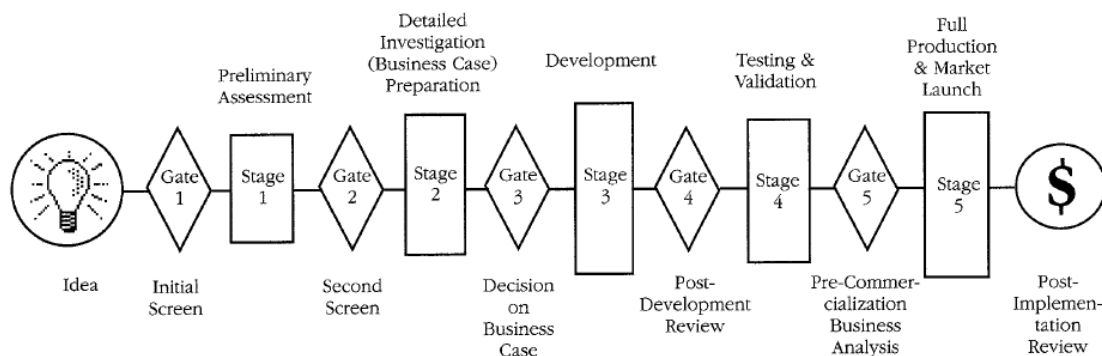 Preliminary
Assessment
Detailed
Investigation
(Business Case)
Preparation
Development
Testing &
Validation
Full
Production
& Market
Launch
Gate
1
Stage
1
Gate
2
Stage
2
Gate
3
Stage
3
Gate
4
Stage
4
Gate
5
Stage
5
$
Idea
Initial
Screen
Second
Screen
Decision
on
Business
Case
Post-
Development
Review
Pre-Commer-
cialization
Business
Analysis
Post-
Implemen-
tation
Review